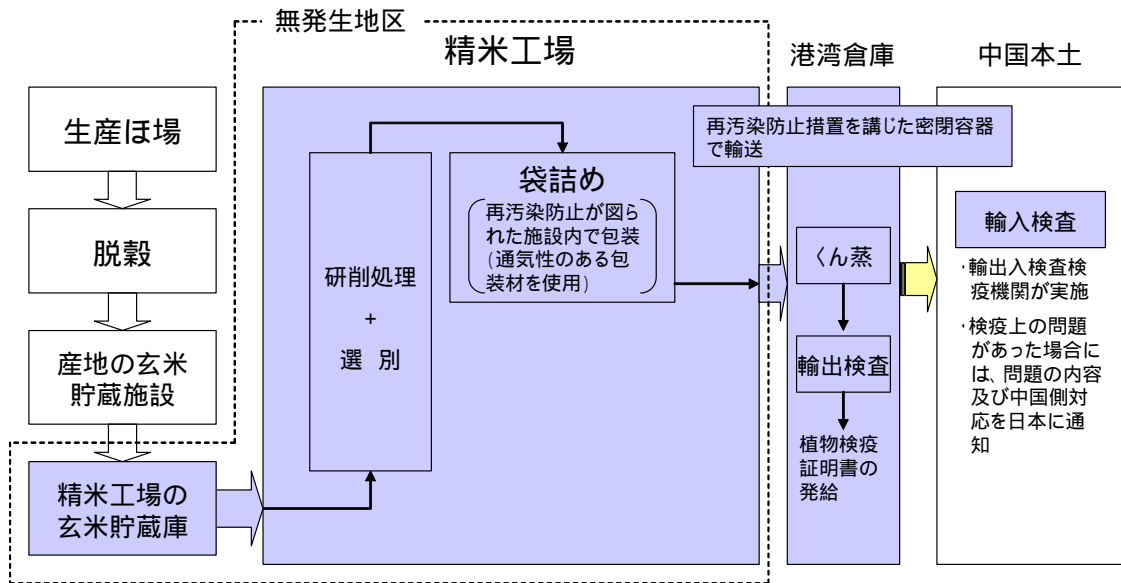 無発生地区
精米工場
港湾倉庫
中国本土
生産ほ場
脱穀
産地の玄米
貯蔵施設
精米工場の
玄米貯蔵庫
研削処理
+
選 別
袋詰め
再汚染防止が図ら
れた施設内で包装
(通気性のある包
装材を使用)
再汚染防止措置を講じた密閉容器
で輸送
くん蒸
輸出検査
植物検疫
証明書の
発給
輸入検査
･輸出入検査検
疫機関が実施
･検疫上の問題
があった場合に
は、問題の内容
及び中国側対
応を日本に通
知